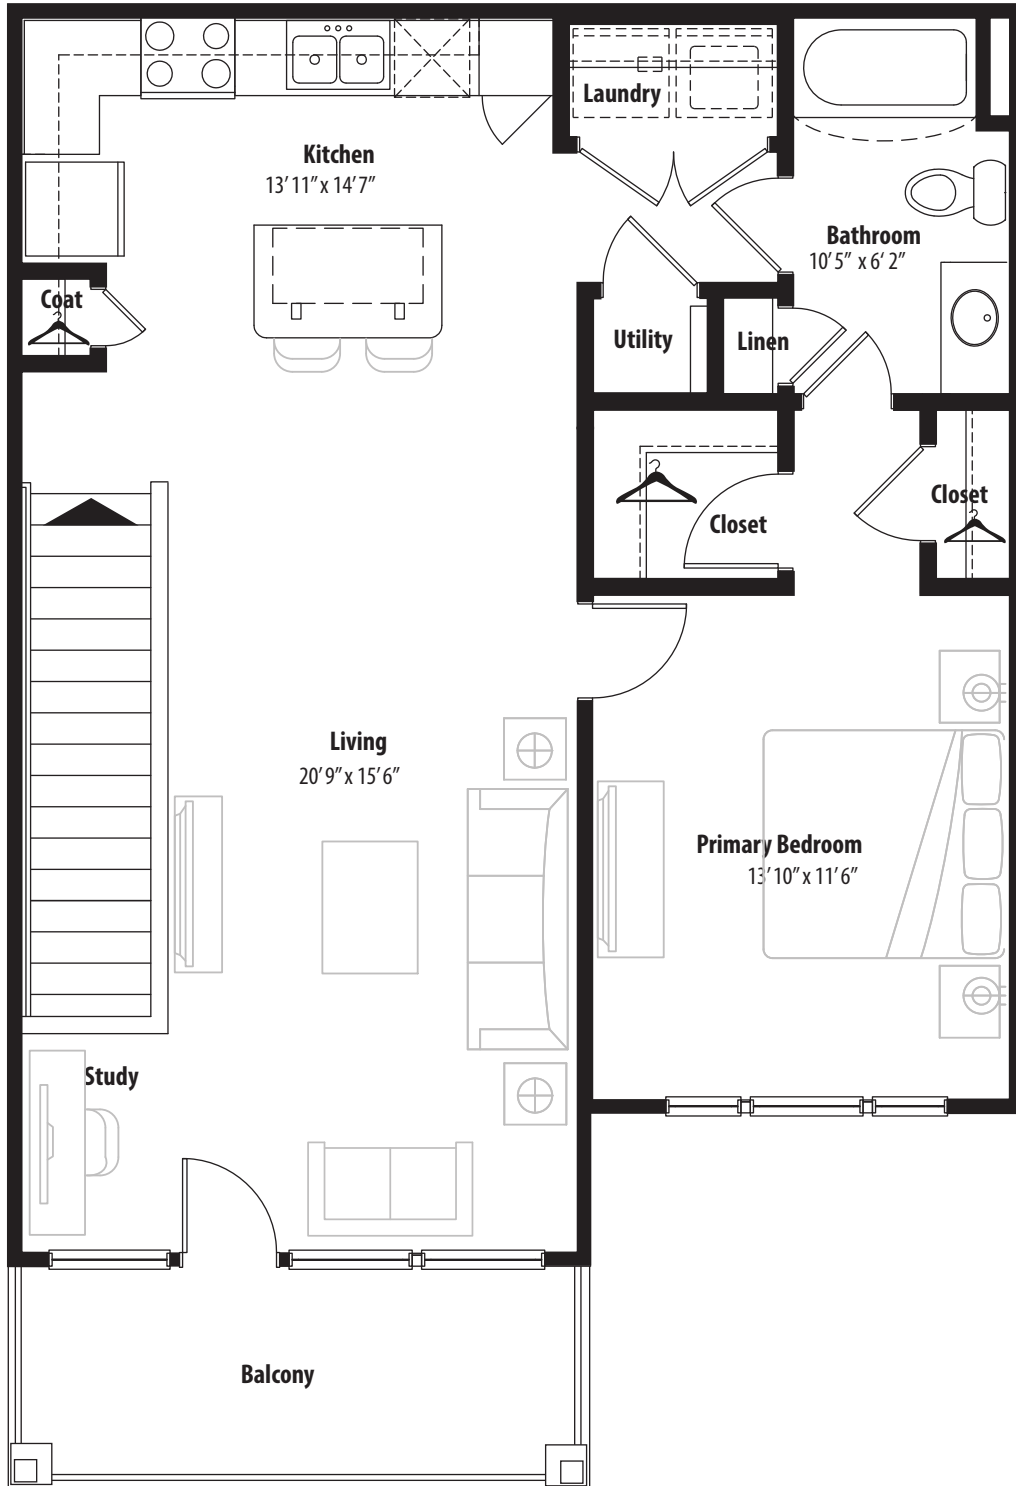 Laundry
Kitchen
13' 11" x 14'7"
Bathroom
10' 5" x 6' 2"
Coat
Utility
Linen
Closet
Closet
Living
20' 9" x 15' 6"
Primary Bedroom
13' 10" x 11' 6"
Study
Balcony